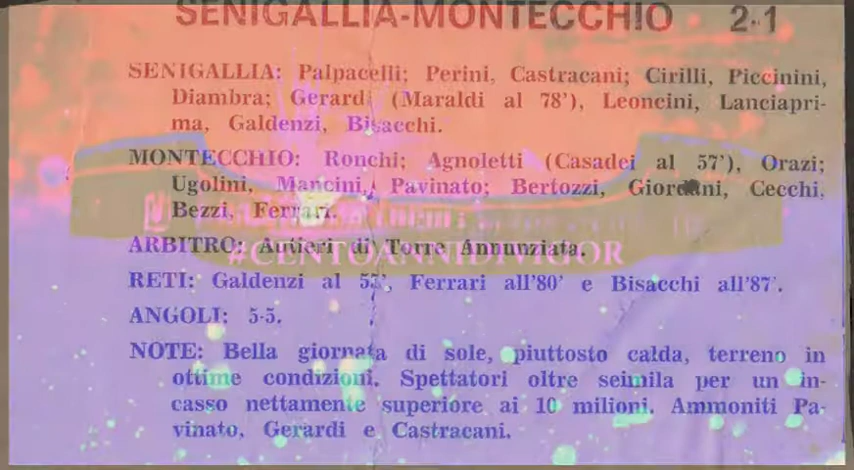 SENIGALLIA-MONTECCHIO 2-1
SENIGALLIA: Palpacelli; Perini, Castracani; Cirilli, Piccinini,
Diambra; Gerardi (Maraldi al 78'), Leoncini, Lanciapri-
ma, Galdenzi, Bisacchi.
MONTECCHIO: Ronchi; Agnoletti (Casadei al 57'), Orazi;
Ugolini, Mancini, Pavinato; Bertozzi, Giordani, Cecchi,
Bezzi, Ferrari.
ARBITRO: Autieri di Torre Annunziata.
#CENTOANNIDIVIGOR
RETI: Galdenzi al 55', Ferrari all'80' e Bisacchi all'87'.
ANGOLI: 5-5.
NOTE: Bella giornata di sole, piuttosto calda, terreno in
ottime condizioni. Spettatori oltre seimila per un in-
casso nettamente superiore ai 10 milioni. Ammoniti Pa-
vinato, Gerardi e Castracani.